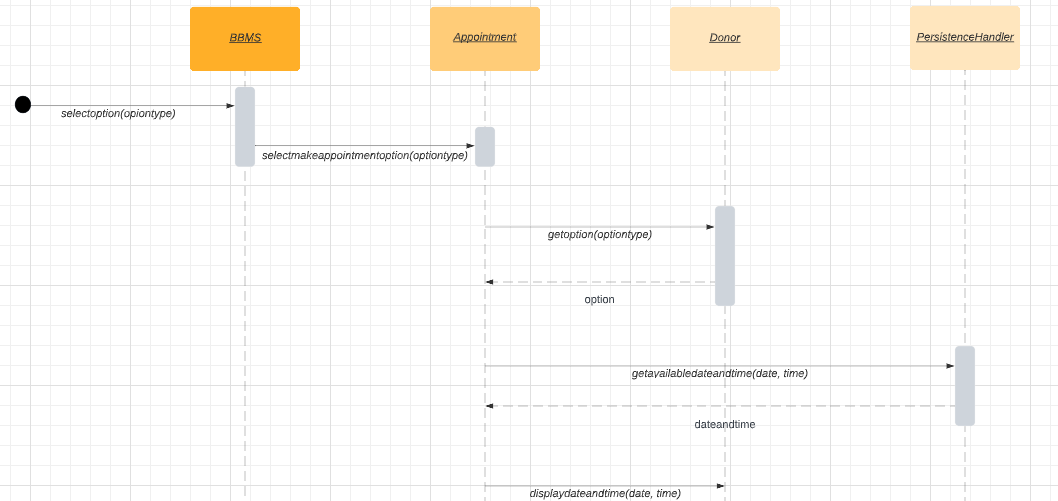 BBMS
Appointment
Donor
PersistenceHandler
selectoption(opiontype)
selectmakeappointmentoption(optiontype)
getoption(optiontype)
option
getavailabledateandtime(date, time)
dateandtime
displaydateandtime(date, time)